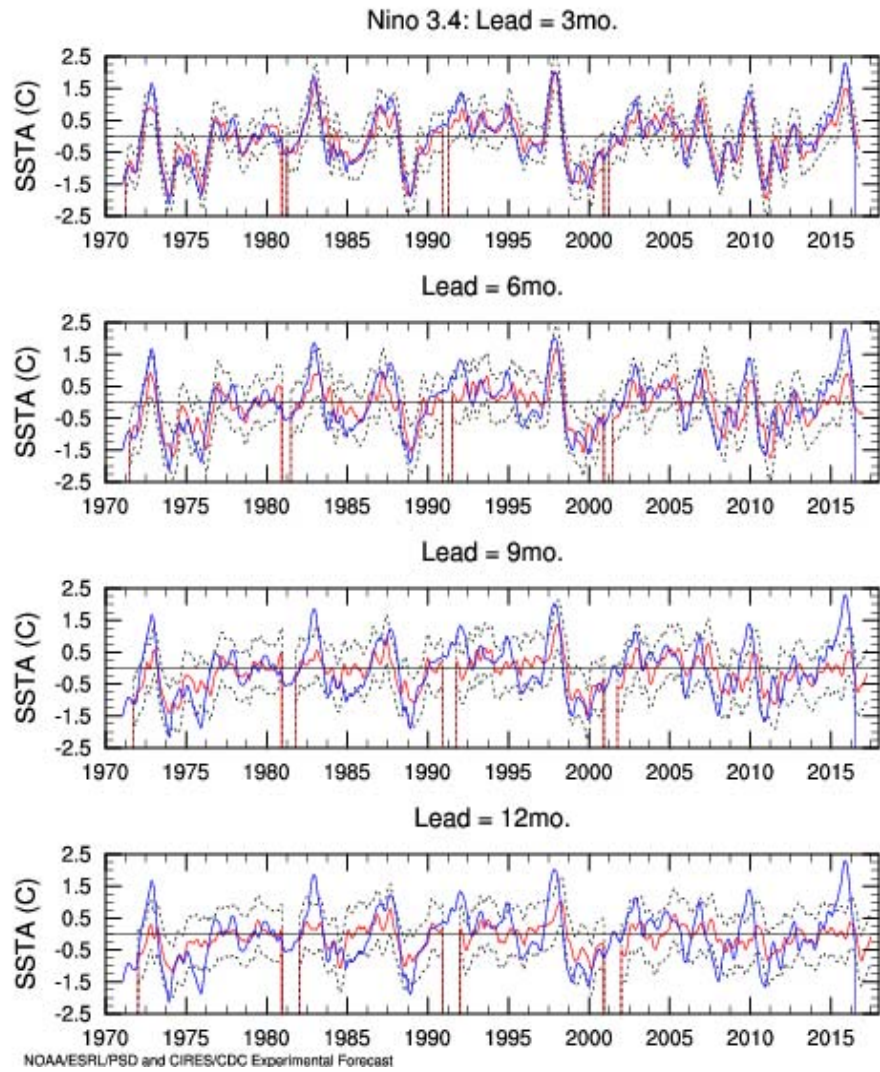 Nino 3.4: Lead = 3mo.
SSTA (C)
2.5
1.5
0.5
-0.5
-1.5
-2.5
1970 1975 1980 1985 1990 1995 2000 2005 2010 2015
Lead = 6mo.
SSTA (C)
2.5
1.5
0.5
-0.5
-1.5
-2.5
1970 1975 1980 1985 1990 1995 2000 2005 2010 2015
Lead = 9mo.
SSTA (C)
2.5
1.5
0.5
-0.5
-1.5
-2.5
1970 1975 1980 1985 1990 1995 2000 2005 2010 2015
Lead = 12mo.
SSTA (C)
2.5
1.5
0.5
-0.5
-1.5
-2.5
1970 1975 1980 1985 1990 1995 2000 2005 2010 2015
NOAA/ESRL/PSD and CIRES/CDC Experimental Forecast